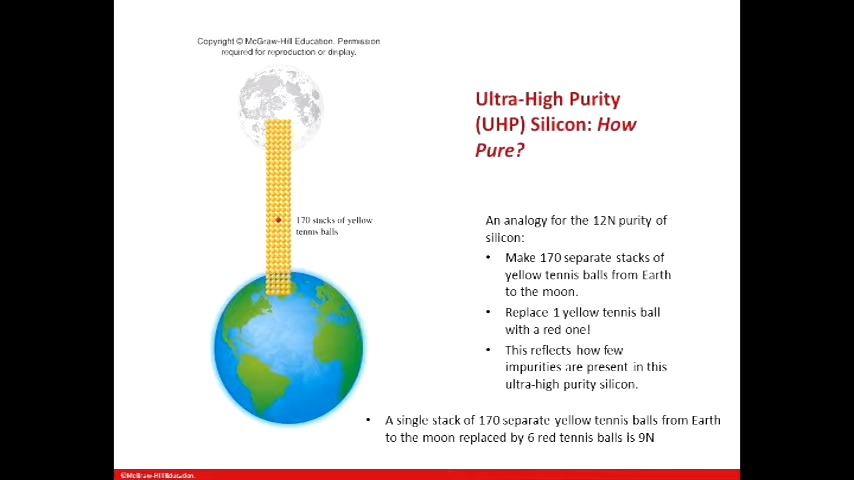 Copyright © McGraw-Hill Education. Permission
required for reproduction or display.
Ultra-High Purity
(UHP) Silicon: How
Pure?
170 stacks of yellow
tennis balls
An analogy for the 12N purity of
silicon:
• Make 170 separate stacks of
yellow tennis balls from Earth
to the moon.
• Replace 1 yellow tennis ball
with a red one!
• This reflects how few
impurities are present in this
ultra-high purity silicon.
• A single stack of 170 separate yellow tennis balls from Earth
to the moon replaced by 6 red tennis balls is 9N
©McGraw-Hill Education.